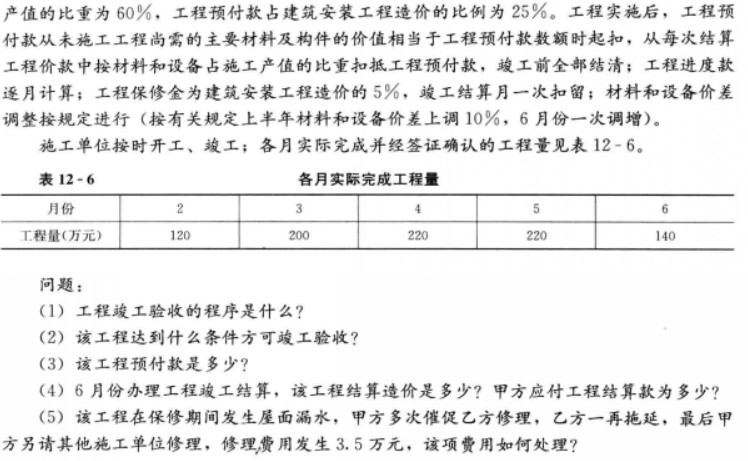 产值的比重为60%，工程预付款占建筑安装工程造价的比例为25%。工程实施后，工程预
付款从未施工工程尚需的主要材料及构件的价值相当于工程预付款数额时起扣，从每次结算
工程价款中按材料和设备占施工产值的比重扣抵工程预付款，竣工前全部结清；工程进度款
逐月计算；工程保修金为建筑安装工程造价的5%，竣工结算月一次扣留；材料和设备价差
调整按规定进行（按有关规定上半年材料和设备价差上调10%，6月份一次调增）。
施工单位按时开工、竣工；各月实际完成并经签证确认的工程量见表12-6。
表12-6 各月实际完成工程量
月份 2 3 4 5 6
工程量(万元) 120 200 220 220 140
问题：
（1）工程竣工验收的程序是什么？
（2）该工程达到什么条件方可竣工验收？
（3）该工程预付款是多少？
（4）6月份办理工程竣工结算，该工程结算造价是多少？甲方应付工程结算款为多少？
（5）该工程在保修期间发生屋面漏水，甲方多次催促乙方修理，乙方一再拖延，最后甲
方另请其他施工单位修理，修理费用发生3.5万元，该项费用如何处理？